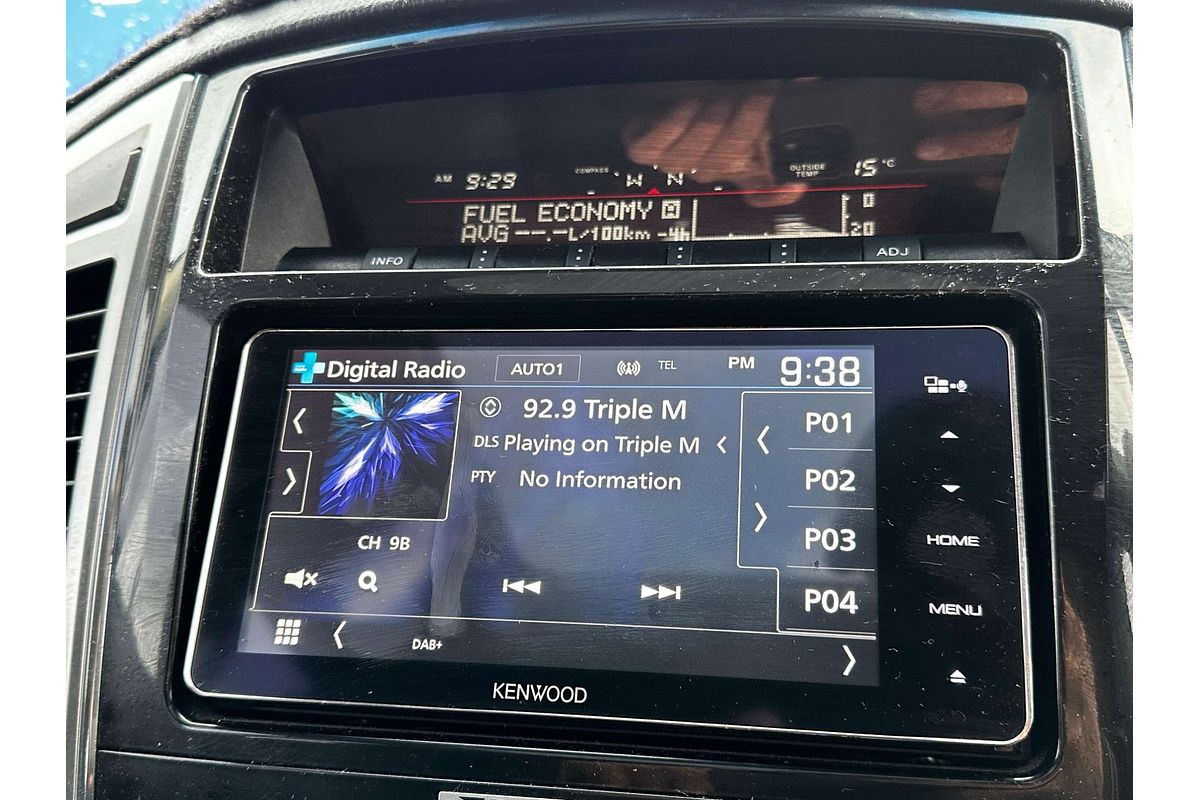 AM 9:29 COMPASS W N OUTSIDE TEMP 15 °C
FUEL ECONOMY 0
AVG --.-L/100km -4h 20
INFO ADJ
Digital Radio AUTO1 TEL PM 9:38
92.9 Triple M P01
DLS Playing on Triple M
PTY No Information P02
CH 9B P03
HOME
P04
MENU
DAB+
KENWOOD